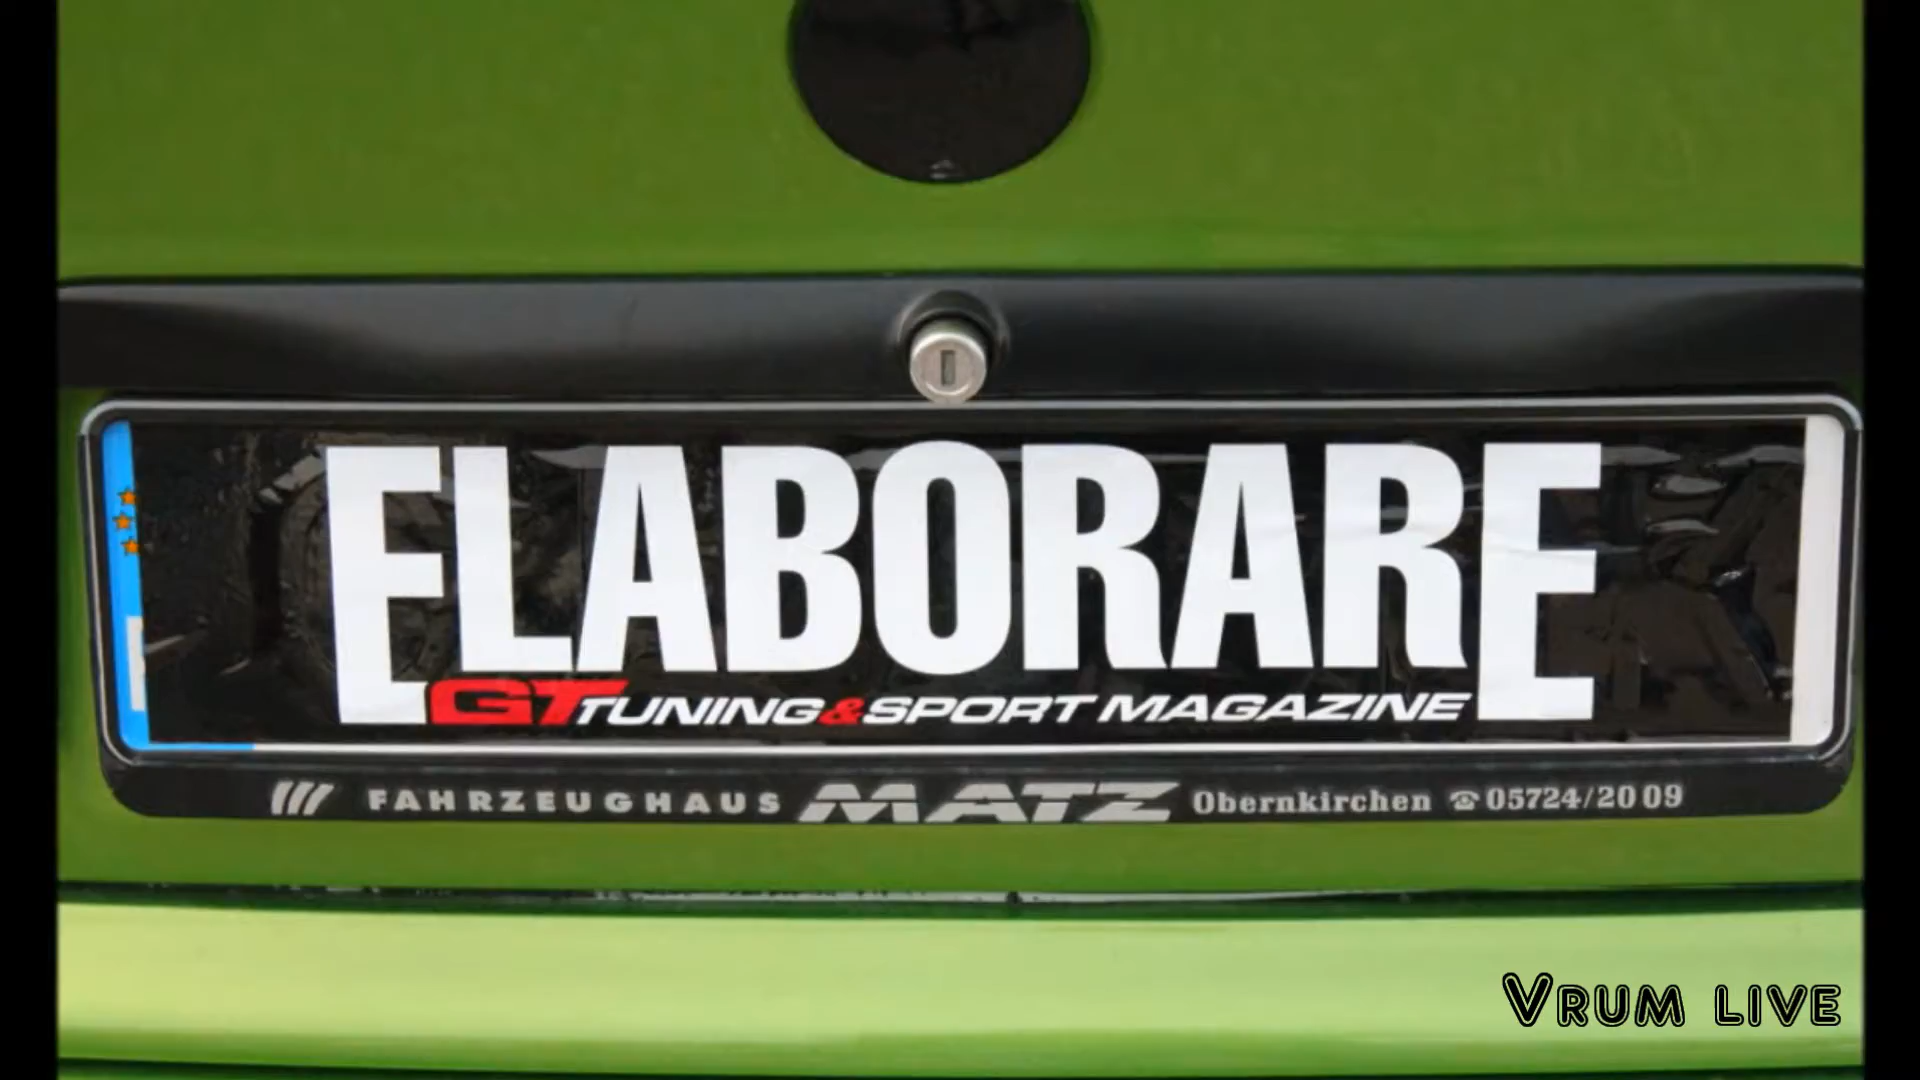 ELABORARE
GT TUNING & SPORT MAGAZINE
FAHRZEUGHAUS MATZ Obernkirchen ☎ 05724/2009
VRUM LIVE